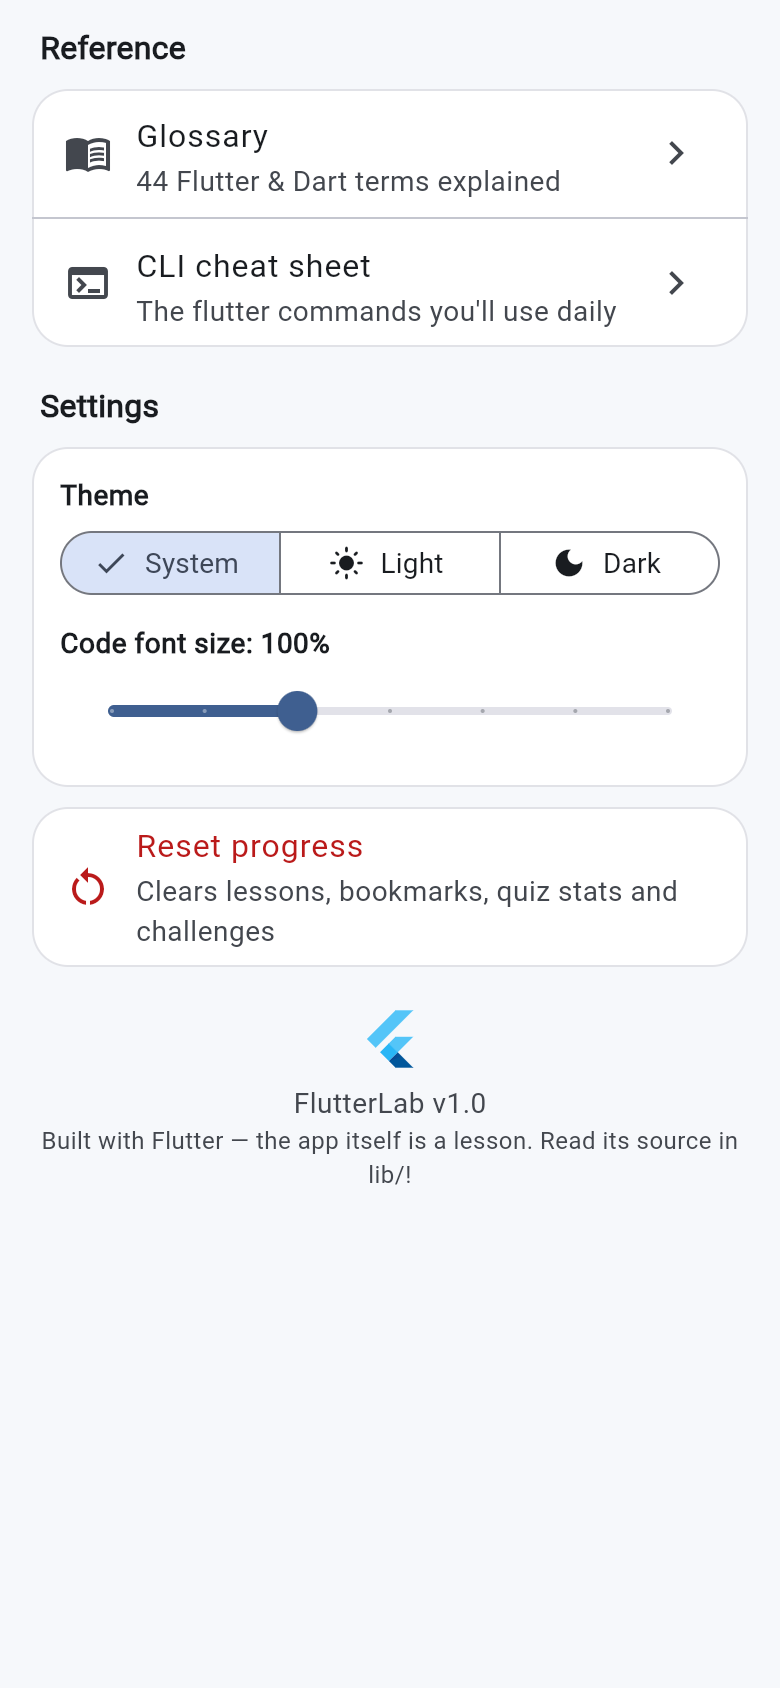 Reference
Glossary
44 Flutter & Dart terms explained
CLI cheat sheet
The flutter commands you'll use daily
Settings
Theme
System Light Dark
Code font size: 100%
Reset progress
Clears lessons, bookmarks, quiz stats and
challenges
FlutterLab v1.0
Built with Flutter — the app itself is a lesson. Read its source in
lib/!